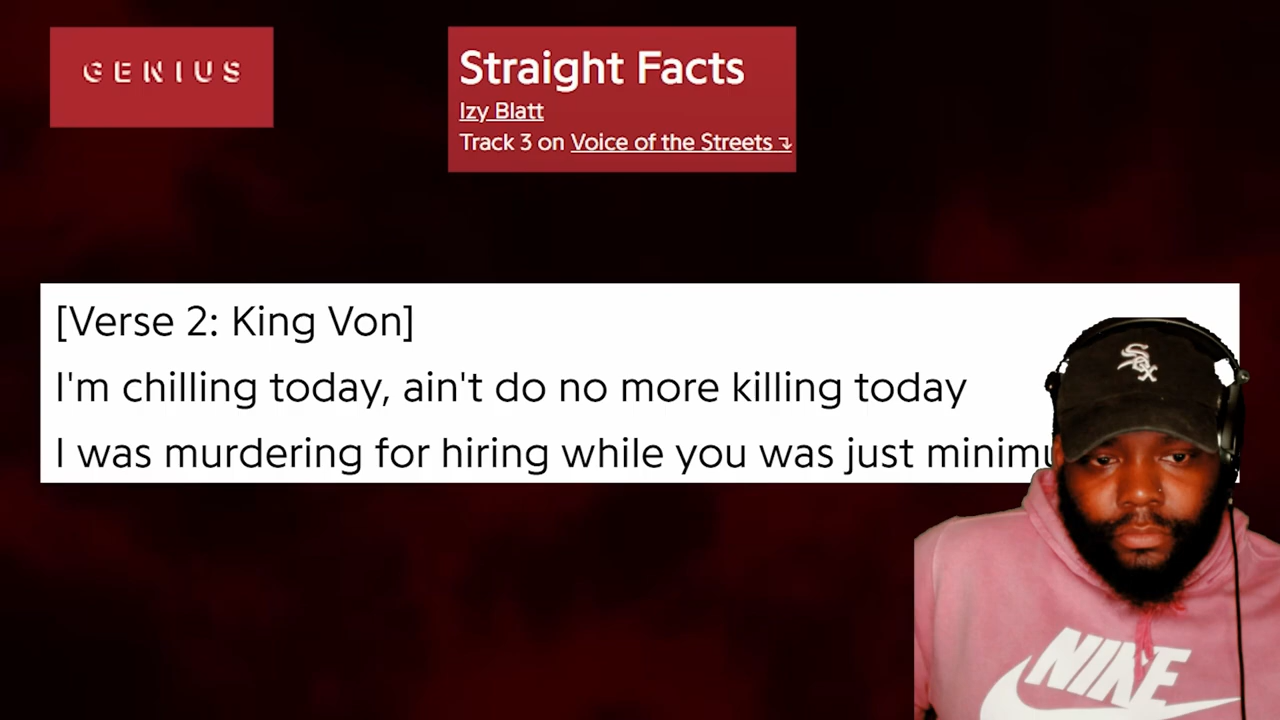 GENIUS
Straight Facts
Izy Blatt
Track 3 on Voice of the Streets
[Verse 2: King Von]
I'm chilling today, ain't do no more killing today
I was murdering for hiring while you was just
Sox
NIKE